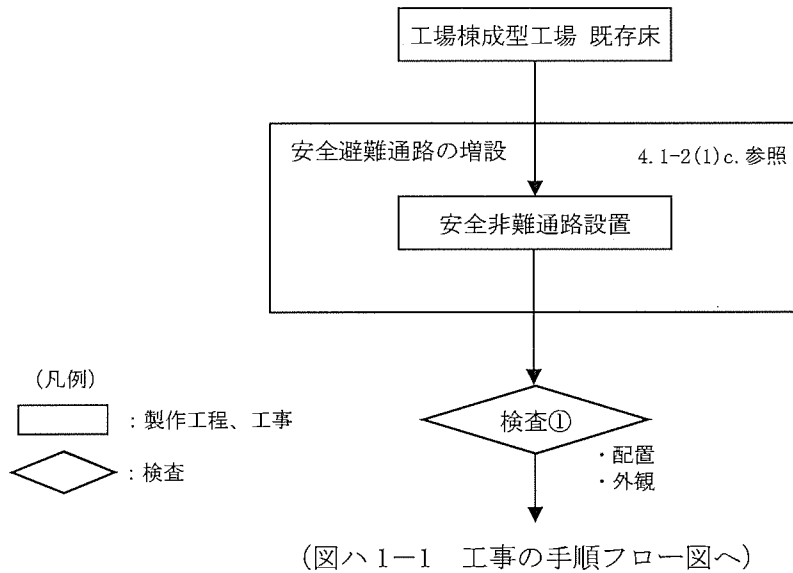 工場棟成型工場 既存床
安全避難通路の増設
4.1-2(1)c. 参照
安全非難通路設置
(凡例)
：製作工程、工事
：検査
検査①
・配置
・外観
(図ハ1－1　工事の手順フロー図へ)